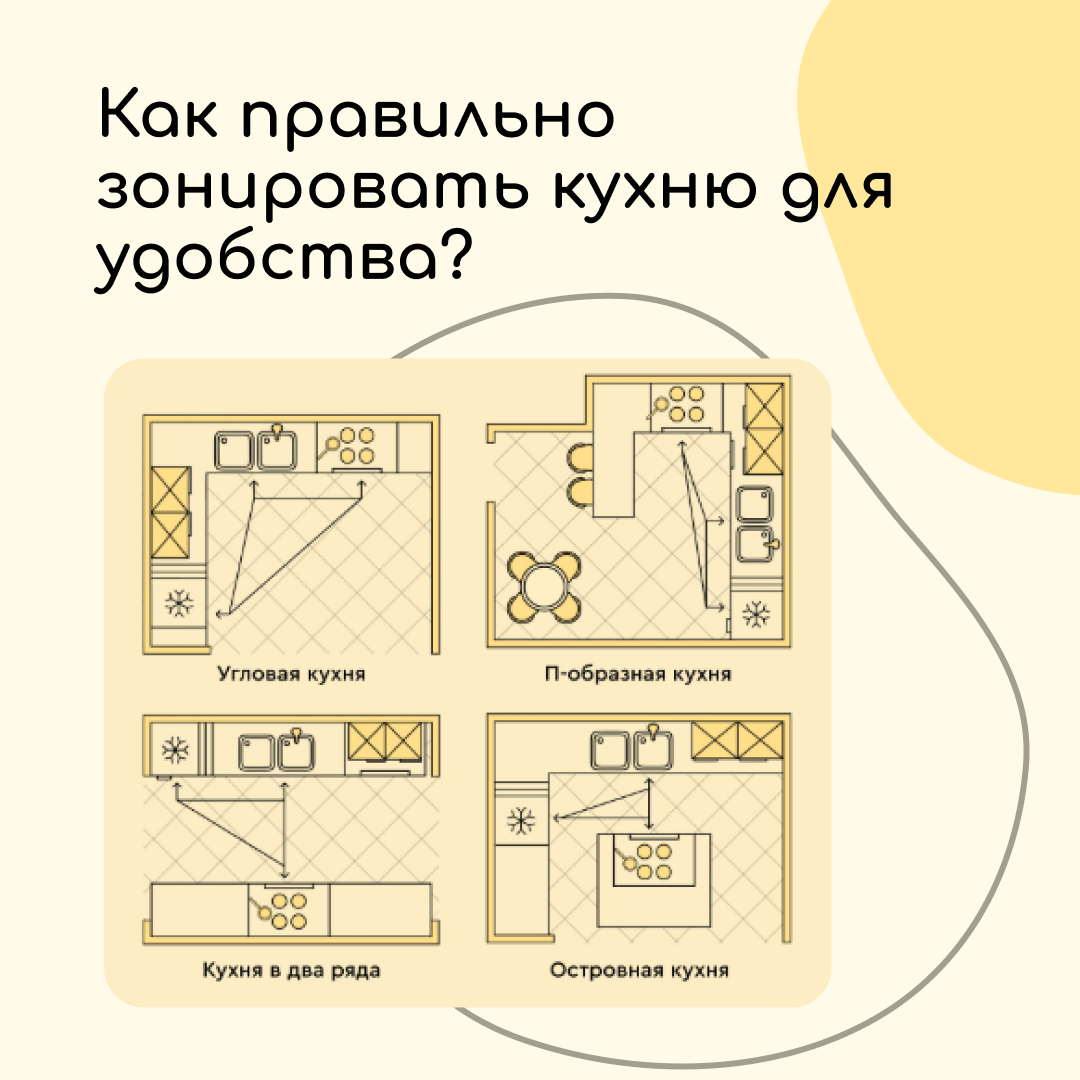 Как правильно
зонировать кухню для
удобства?
Угловая кухня
П-образная кухня
Кухня в два ряда
Островная кухня